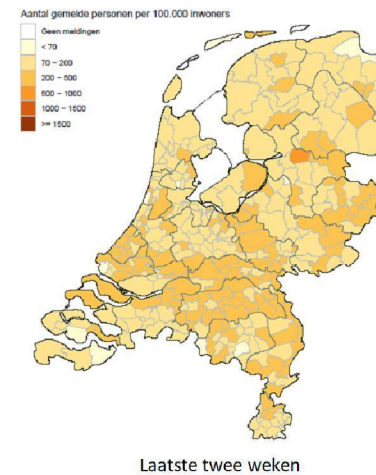 Aantal gemelde personen per 100.000 inwoners
Geen meldingen
< 70
70 – 200
200 – 500
500 – 1000
1000 – 1500
>= 1500
Laatste twee weken